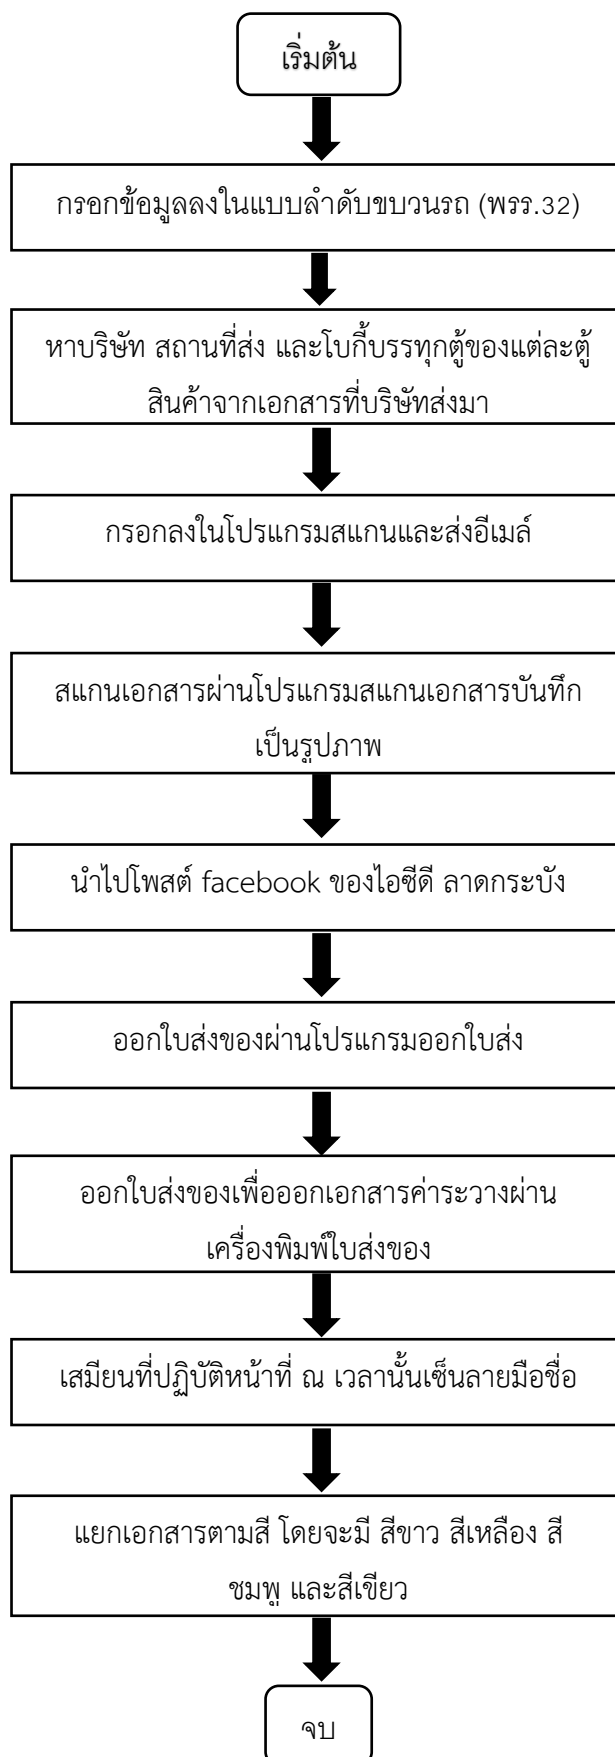 เริ่มต้น
กรอกข้อมูลลงในแบบลำดับขบวนรถ (พรร.32)
หาบริษัท สถานที่ส่ง และโบกี้บรรทุกตู้ของแต่ละตู้
สินค้าจากเอกสารที่บริษัทส่งมา
กรอกลงในโปรแกรมสแกนและส่งอีเมล์
สแกนเอกสารผ่านโปรแกรมสแกนเอกสารบันทึก
เป็นรูปภาพ
นำไปโพสต์ facebook ของไอซีดี ลาดกระบัง
ออกใบส่งของผ่านโปรแกรมออกใบส่ง
ออกใบส่งของเพื่อออกเอกสารค่าระวางผ่าน
เครื่องพิมพ์ใบส่งของ
เสมียนที่ปฏิบัติหน้าที่ ณ เวลานั้นเซ็นลายมือชื่อ
แยกเอกสารตามสี โดยจะมี สีขาว สีเหลือง สี
ชมพู และสีเขียว
จบ